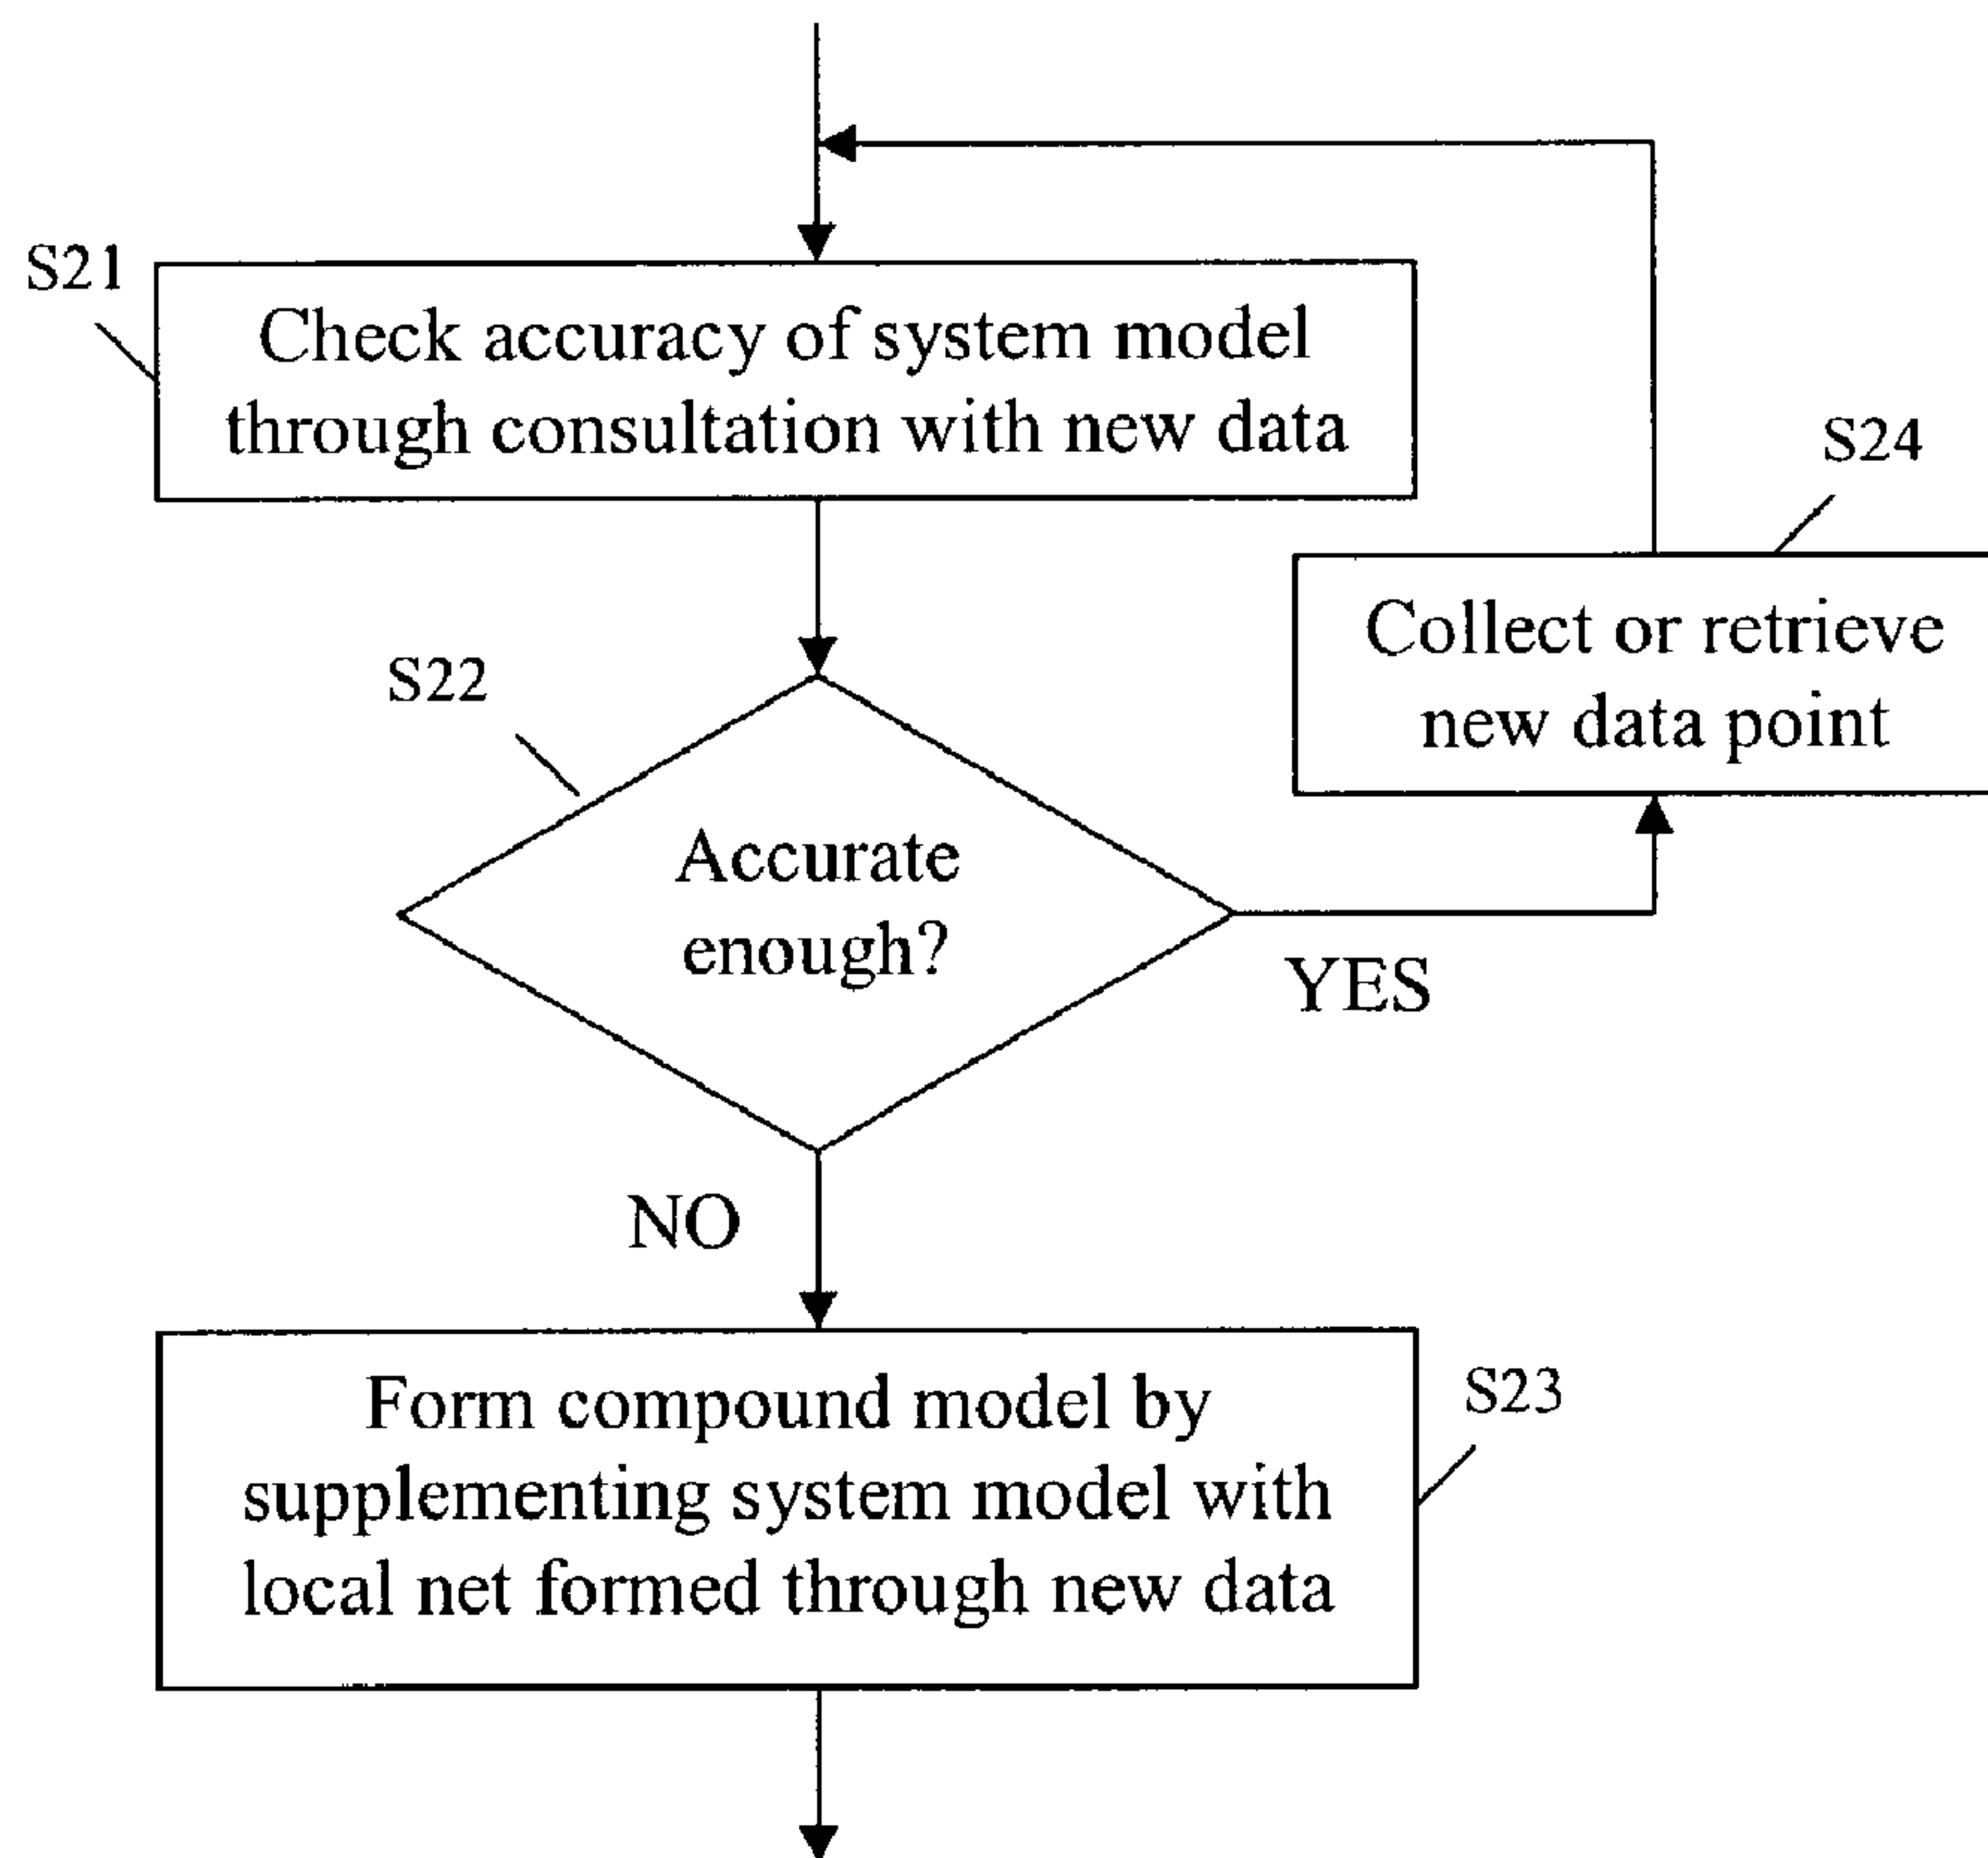 S21
Check accuracy of system model
through consultation with new data
S24
Collect or retrieve
new data point
S22
Accurate
enough?
YES
NO
S23
Form compound model by
supplementing system model with
local net formed through new data